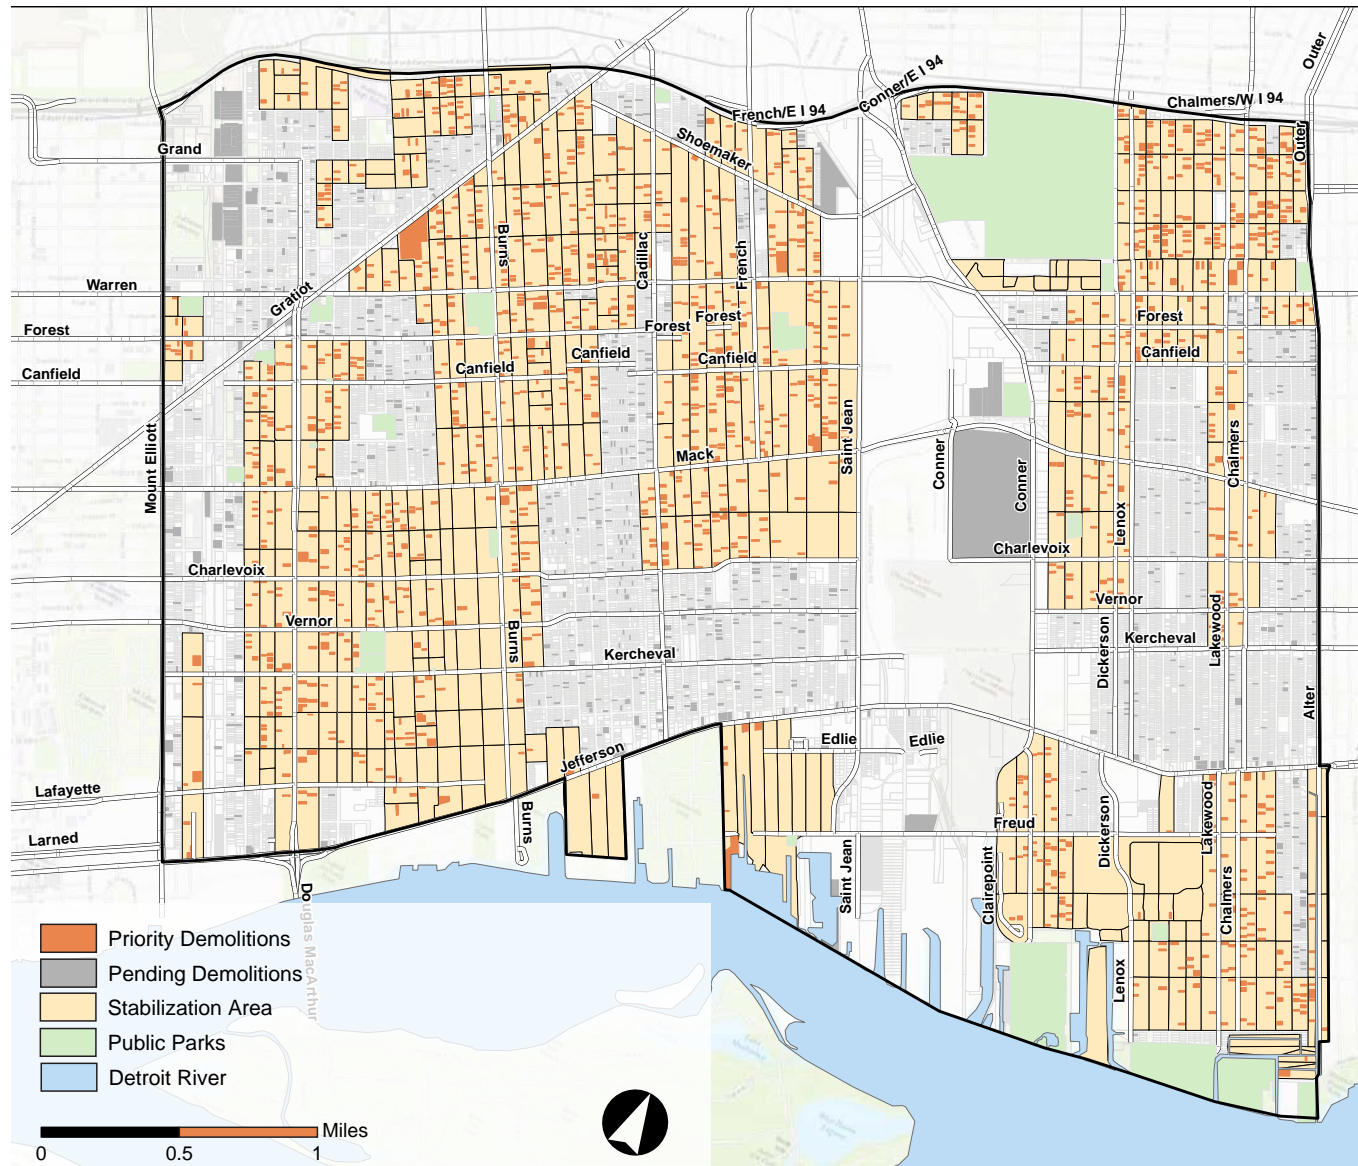 Outer
Conner/E I 94
Chalmers/W I 94
French/E I 94
Shoemaker
Grand
Outer
Burns
Cadillac
French
Warren
Gratiot
Forest
Forest
Forest
Forest
Canfield
Canfield
Canfield
Canfield
Canfield
Mount Elliott
Saint Jean
Mack
Conner
Conner
Chalmers
Lenox
Charlevoix
Charlevoix
Vernor
Vernor
Burns
Kercheval
Kercheval
Dickerson
Lakewood
Alter
Edlie
Edlie
Jefferson
Lafayette
Larned
Burns
Freud
Dickerson
Lakewood
Saint Jean
Clairepoint
Chalmers
Lenox
Douglas MacArthur
Priority Demolitions
Pending Demolitions
Stabilization Area
Public Parks
Detroit River
Miles
0 0.5 1